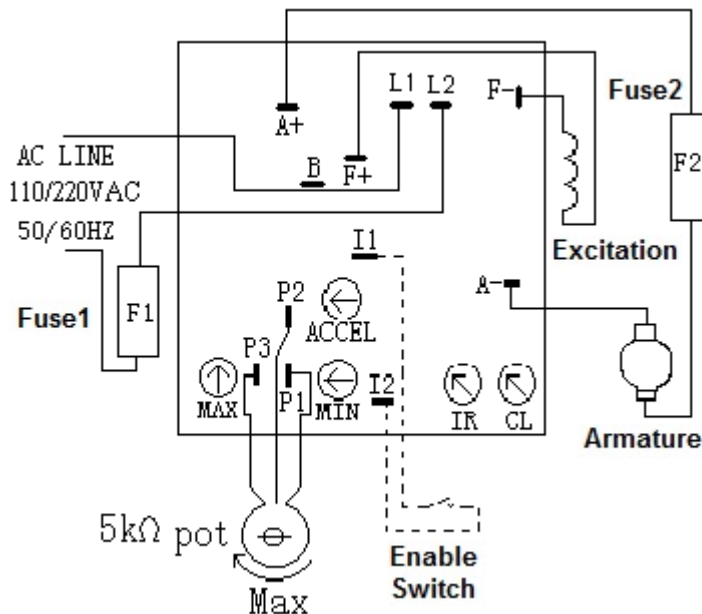 L1 L2 F- Fuse2
A+
AC LINE B F+ F2
110/220VAC
50/60HZ I1 Excitation
A-
P2
Fuse1 F1 ACCEL
P3
I2
MAX P1 MIN IR CL Armature
5kΩ pot
Enable
Switch
Max